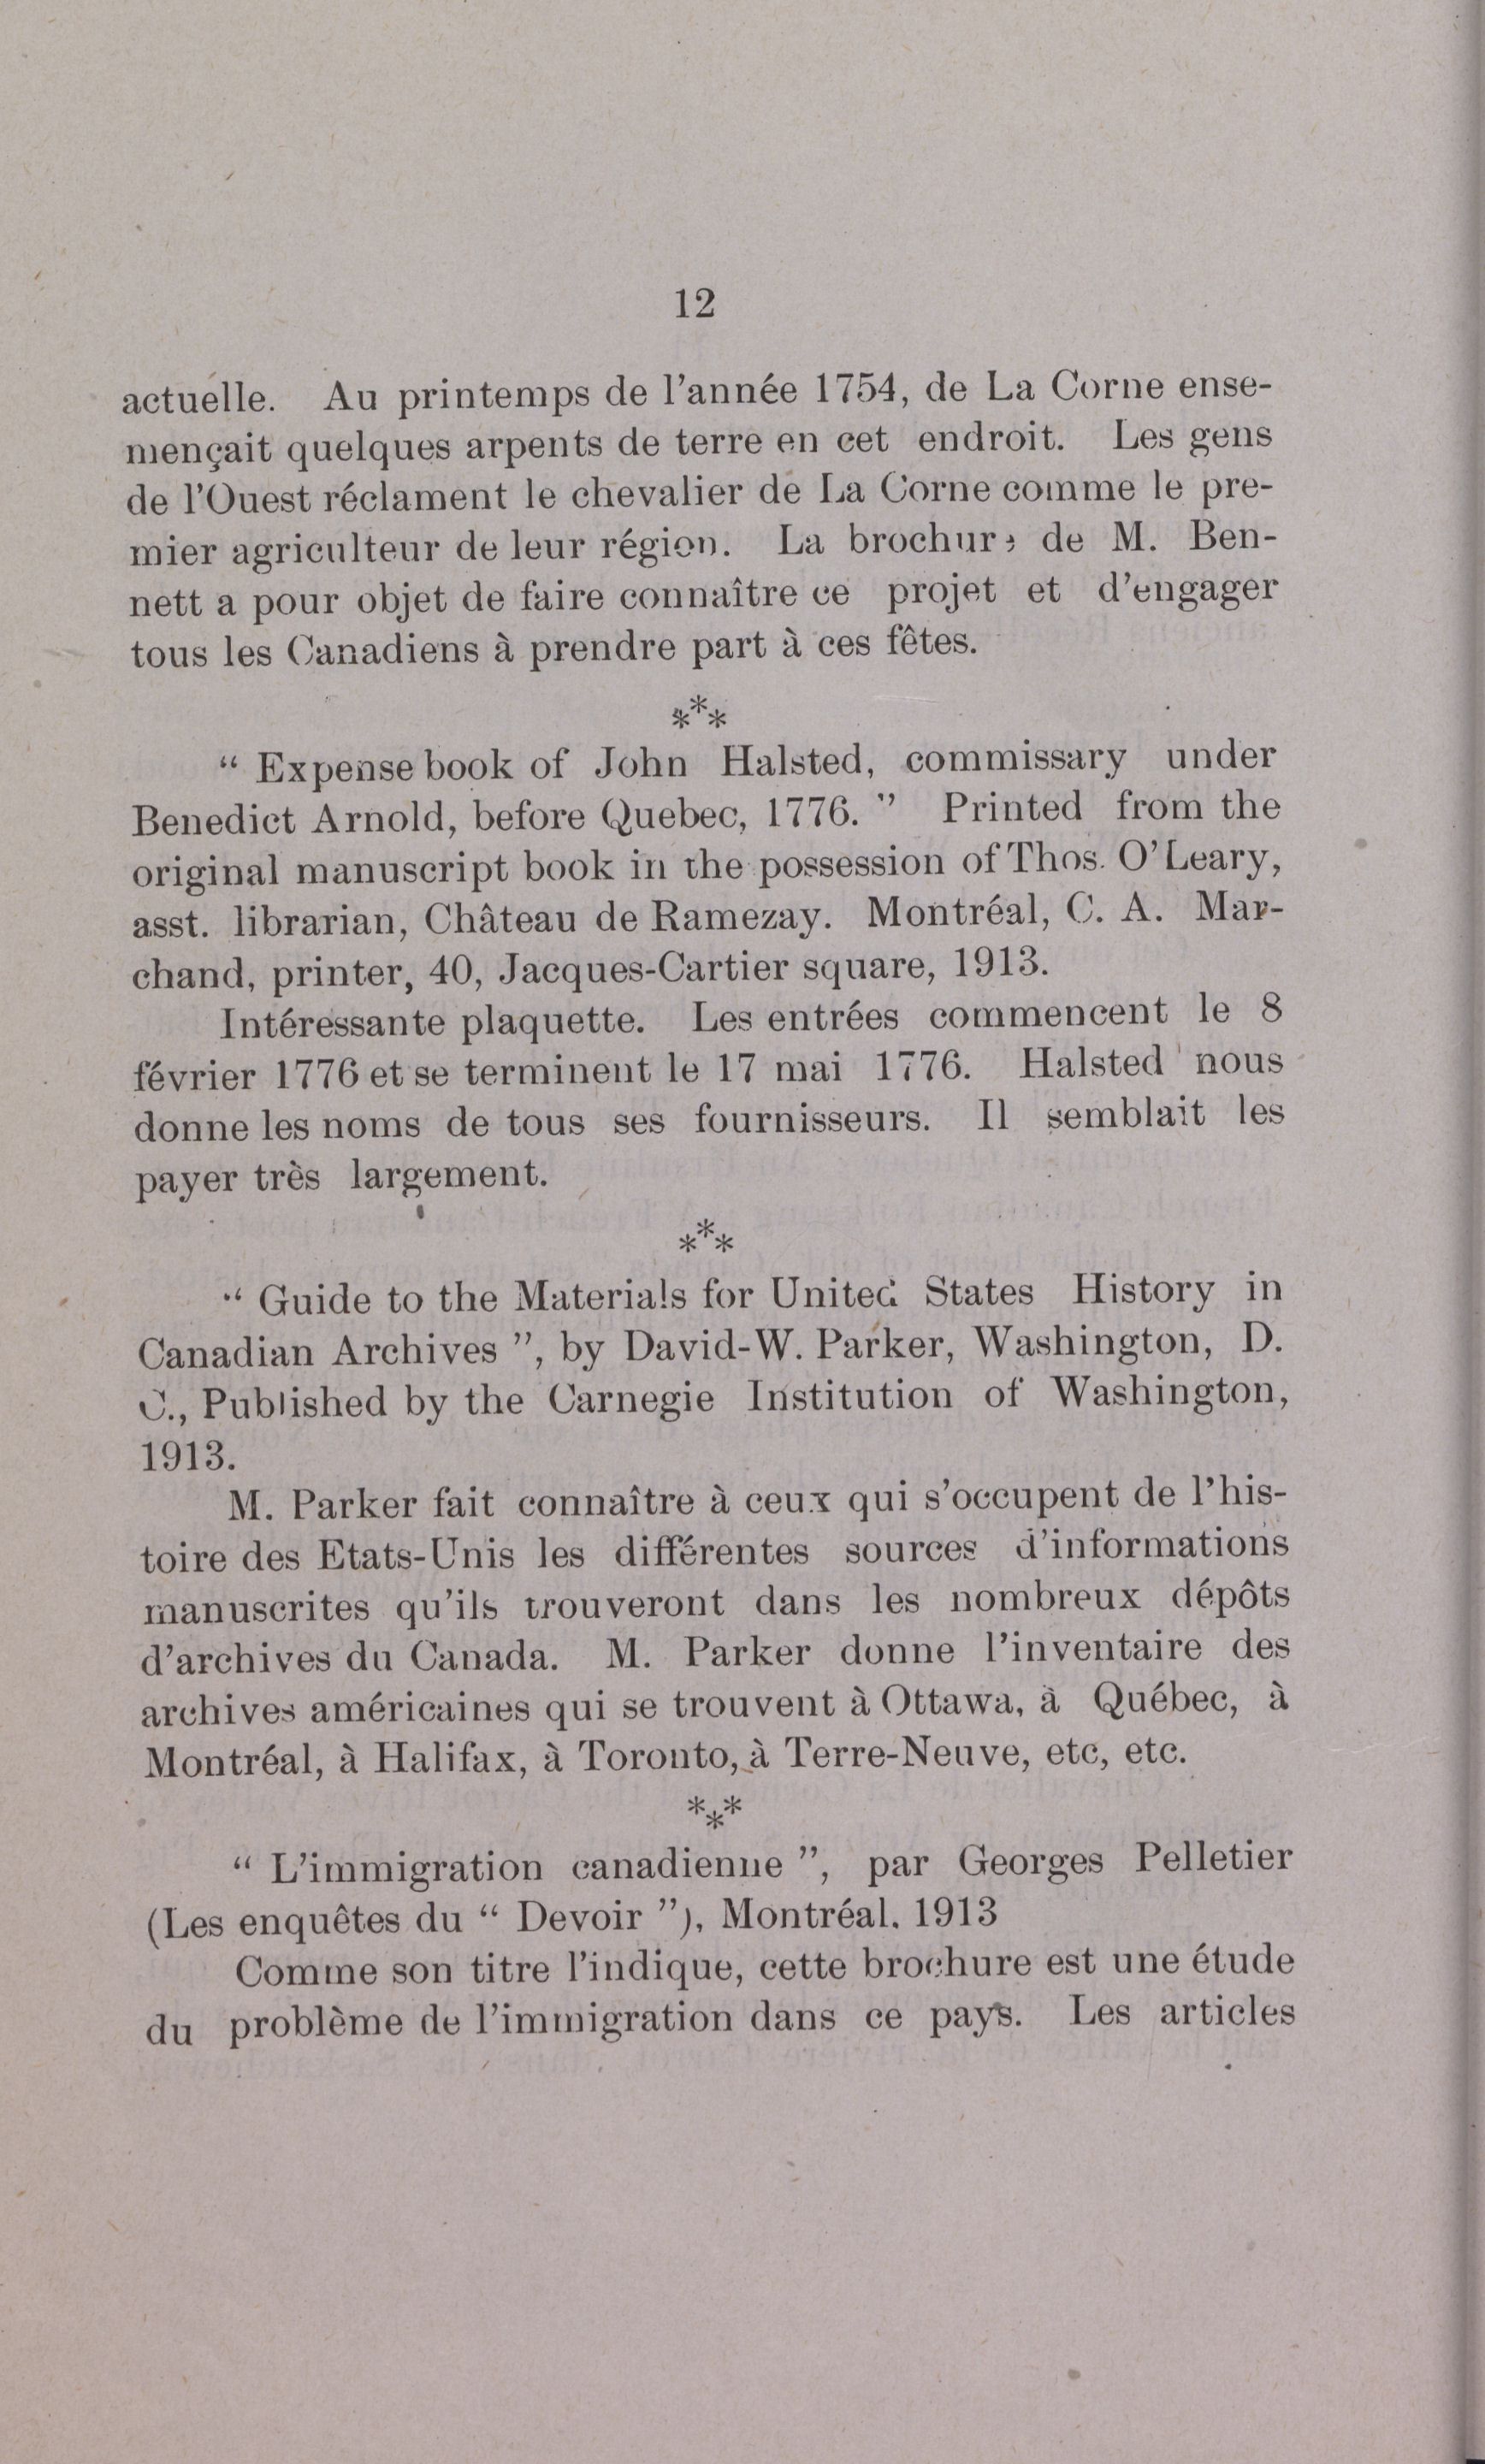 12
actuelle. Au printemps de l'année 1754, de La Corne ense-
mençait quelques arpents de terre en cet endroit. Les gens
de l'Ouest réclament le chevalier de La Corne comme le pre-
mier agriculteur de leur région. La brochure de M. Ben-
nett a pour objet de faire connaître ce projet et d'engager
tous les Canadiens à prendre part à ces fêtes.
***
“ Expense book of John Halsted, commissary under
Benedict Arnold, before Quebec, 1776. ” Printed from the
original manuscript book in the possession of Thos. O'Leary,
asst. librarian, Château de Ramezay. Montréal, C. A. Mar-
chand, printer, 40, Jacques-Cartier square, 1913.
Intéressante plaquette. Les entrées commencent le 8
février 1776 et se terminent le 17 mai 1776. Halsted nous
donne les noms de tous ses fournisseurs. Il semblait les
payer très largement.
***
“ Guide to the Materials for United States History in
Canadian Archives ”, by David-W. Parker, Washington, D.
C., Published by the Carnegie Institution of Washington,
1913.
M. Parker fait connaître à ceux qui s'occupent de l'his-
toire des Etats-Unis les différentes sources d'informations
manuscrites qu'ils trouveront dans les nombreux dépôts
d'archives du Canada. M. Parker donne l'inventaire des
archives américaines qui se trouvent à Ottawa, à Québec, à
Montréal, à Halifax, à Toronto, à Terre-Neuve, etc, etc.
***
“ L'immigration canadienne ”, par Georges Pelletier
(Les enquêtes du “ Devoir ”), Montréal. 1913
Comme son titre l'indique, cette brochure est une étude
du problème de l'immigration dans ce pays. Les articles